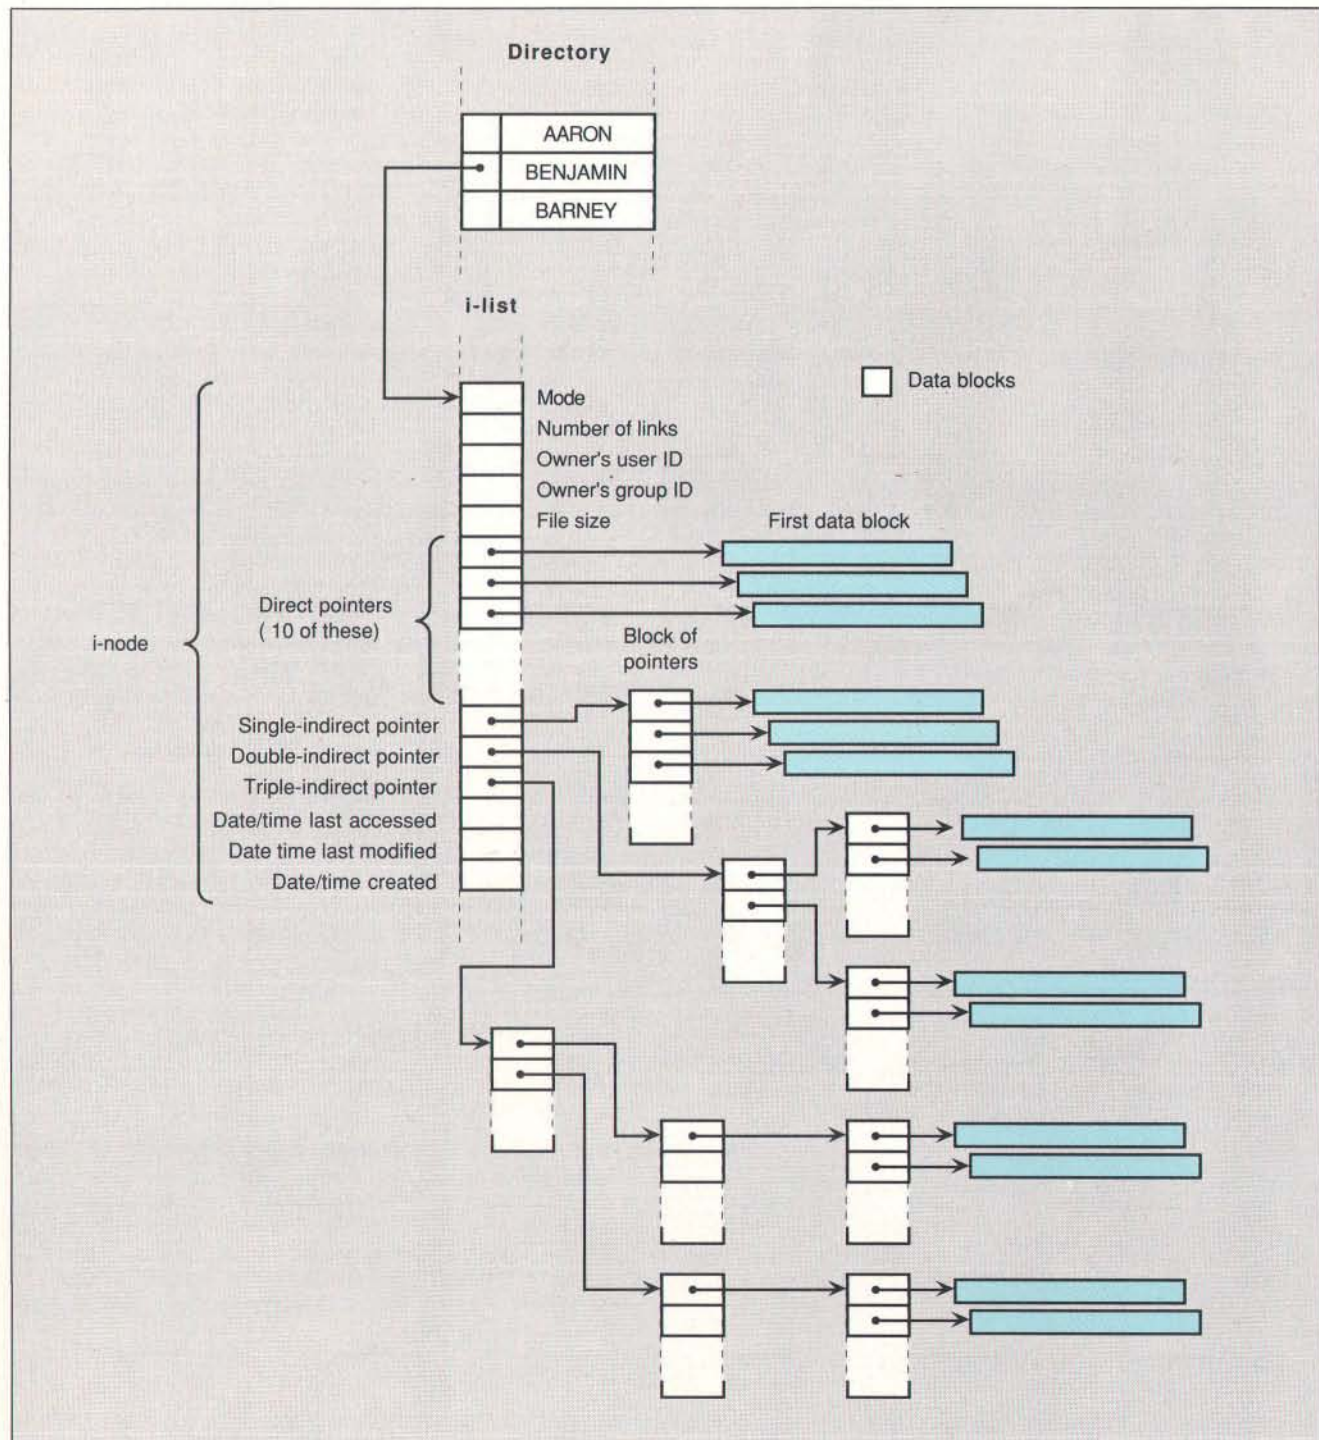 Directory
AARON
BENJAMIN
BARNEY
i-list
Data blocks
Mode
Number of links
Owner's user ID
Owner's group ID
File size
First data block
Direct pointers
( 10 of these)
i-node
Block of
pointers
Single-indirect pointer
Double-indirect pointer
Triple-indirect pointer
Date/time last accessed
Date time last modified
Date/time created